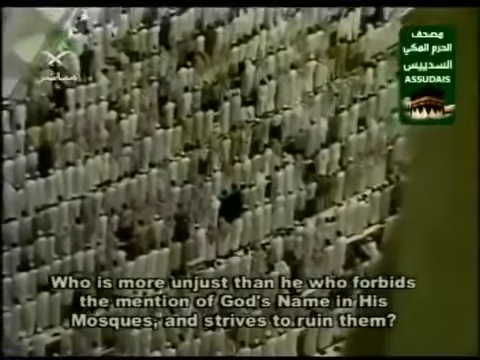 مصحف
الحرم المكي
السديس
ASSUDAIS
مباشر
Who is more unjust than he who forbids
the mention of God's Name in His
Mosques, and strives to ruin them?